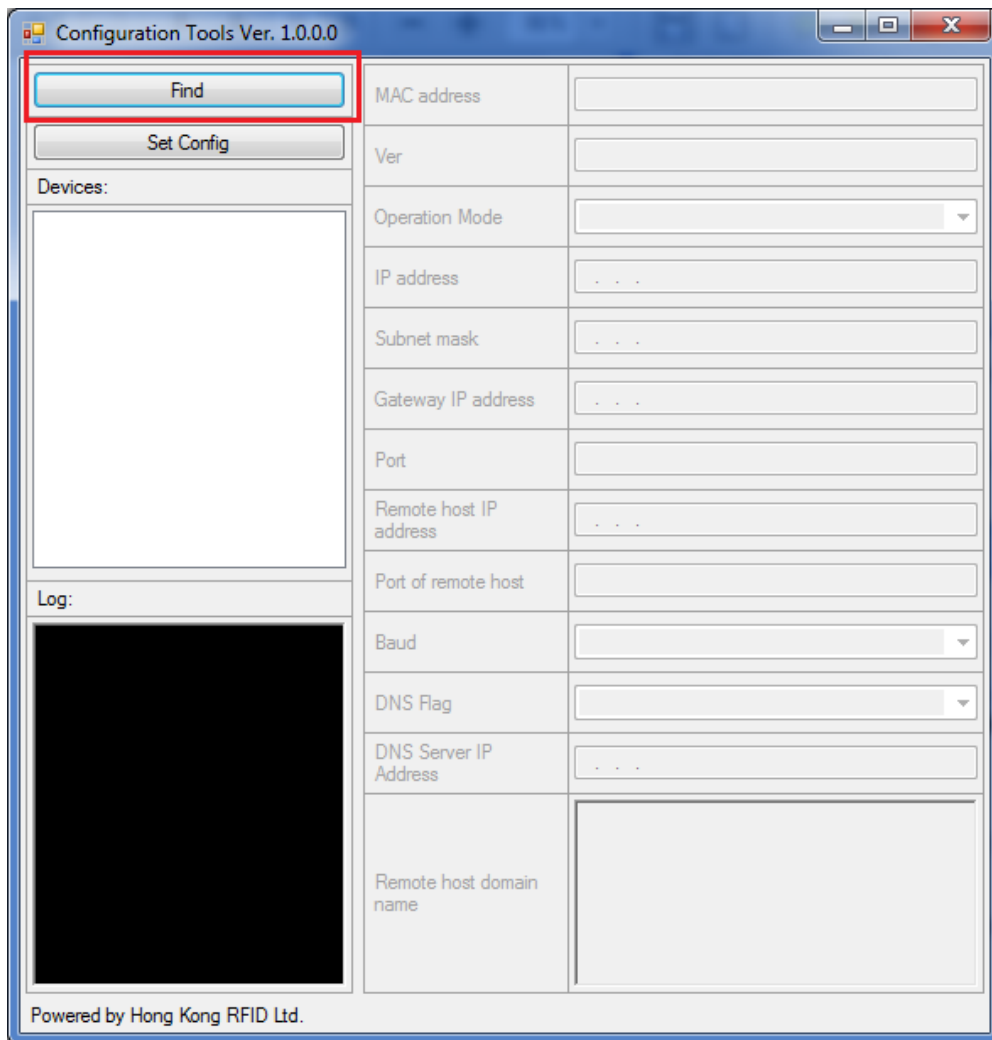 Configuration Tools Ver. 1.0.0.0
Find
Set Config
Devices:
Log:
MAC address
Ver
Operation Mode
IP address
. . .
Subnet mask
. . .
Gateway IP address
. . .
Port
Remote host IP
address
. . .
Port of remote host
Baud
DNS Flag
DNS Server IP
Address
. . .
Remote host domain
name
Powered by Hong Kong RFID Ltd.